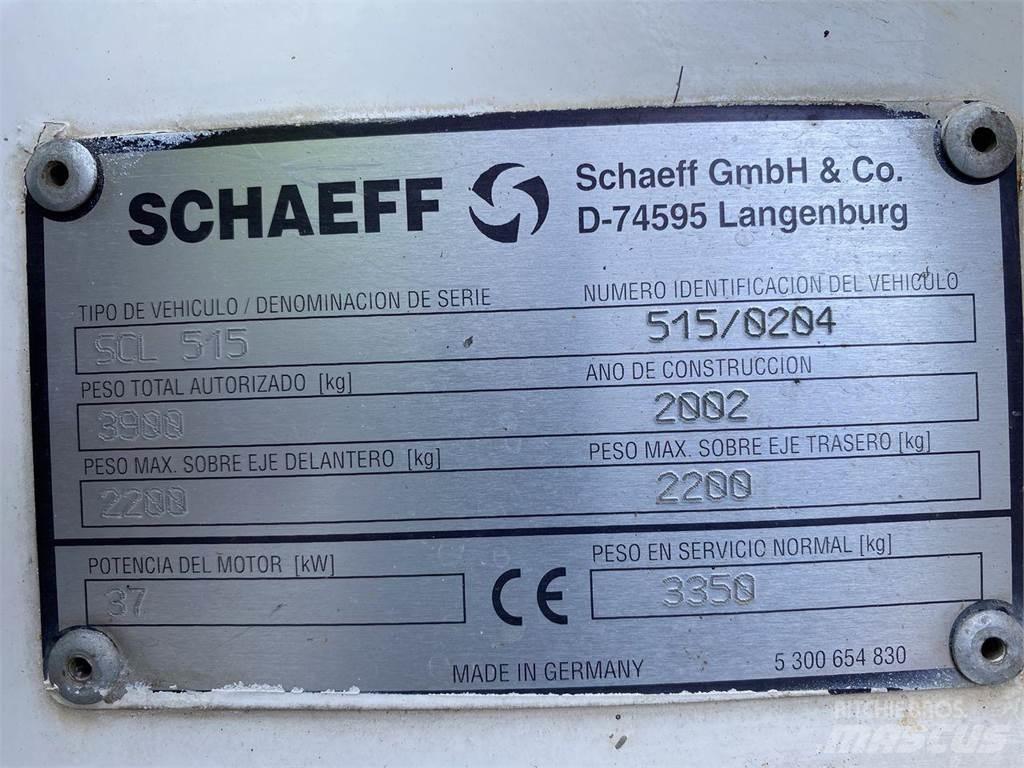 SCHAEFF
Schaeff GmbH & Co.
D-74595 Langenburg
TIPO DE VEHICULO / DENOMINACION DE SERIE
NUMERO IDENTIFICACION DEL VEHICULO
SCL 515
515/0204
PESO TOTAL AUTORIZADO [kg]
ANO DE CONSTRUCCION
3900
2002
PESO MAX. SOBRE EJE DELANTERO [kg]
PESO MAX. SOBRE EJE TRASERO [kg]
2200
2200
POTENCIA DEL MOTOR [kW]
PESO EN SERVICIO NORMAL [kg]
37
CE
3350
MADE IN GERMANY
5 300 654 830
RITCHIE BROS.
MASCUS